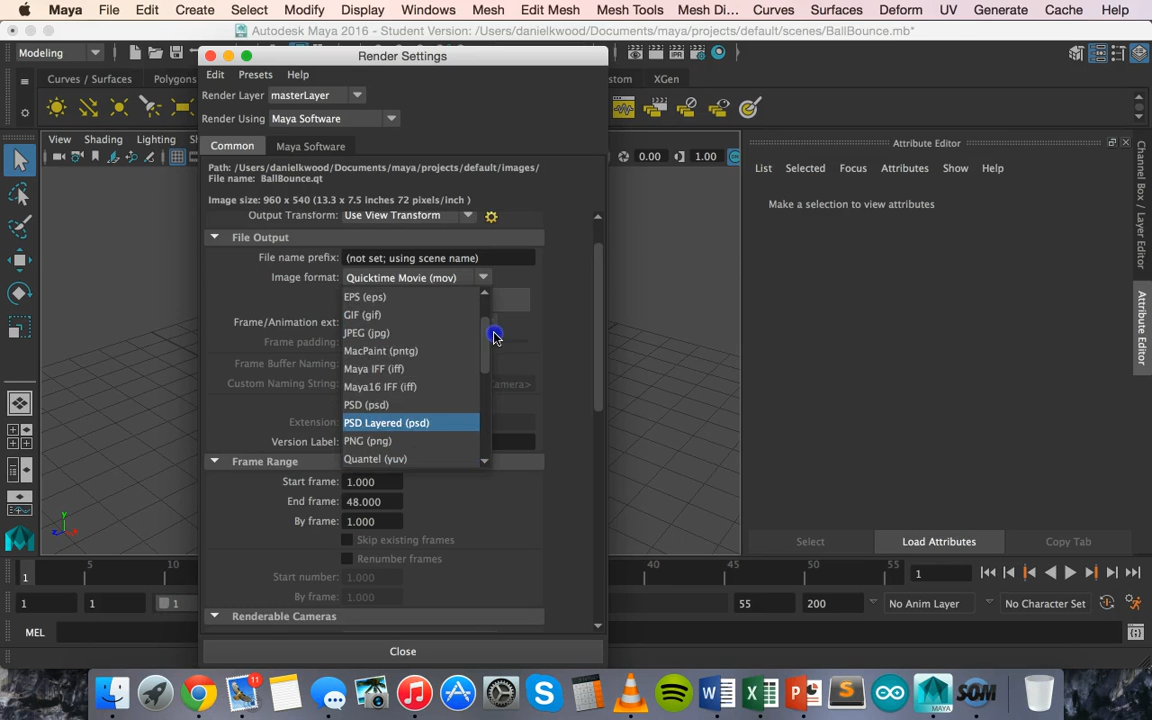 Maya File Edit Create Select Modify Display Windows Mesh Edit Mesh Mesh Tools Mesh Di... Curves Surfaces Deform UV Generate Cache Help
Autodesk Maya 2016 - Student Version: /Users/danielkwood/Documents/maya/projects/default/scenes/BallBounce.mb*
Modeling
Render Settings
Edit Presets Help
Curves / Surfaces Polygons
stom XGen
Render Layer masterLayer
Render Using Maya Software
View Shading Lighting
Common Maya Software
0.00 1.00
Attribute Editor
List Selected Focus Attributes Show Help
Make a selection to view attributes
Channel Box / Layer Editor
Attribute Editor
Path: /Users/danielkwood/Documents/maya/projects/default/images/
File name: BallBounce.qt
Image size: 960 x 540 (13.3 x 7.5 inches 72 pixels/inch )
Output Transform: Use View Transform
File Output
File name prefix: (not set; using scene name)
Image format: Quicktime Movie (mov)
EPS (eps)
GIF (gif)
Frame/Animation ext:
JPEG (jpg)
Frame padding:
MacPaint (pntg)
Frame Buffer Naming:
Maya IFF (iff)
Custom Naming String:
Maya16 IFF (iff)
amera>
PSD (psd)
Extension:
PSD Layered (psd)
Version Label:
PNG (png)
Quantel (yuv)
Frame Range
Start frame: 1.000
End frame: 48.000
By frame: 1.000
Skip existing frames
Renumber frames
Start number: 1.000
By frame: 1.000
Renderable Cameras
Close
Select Load Attributes Copy Tab
y x z
1 5 10 40 45 50 55 1
1 1 1 55 200 No Anim Layer No Character Set
MEL
11
MAYA
SOM